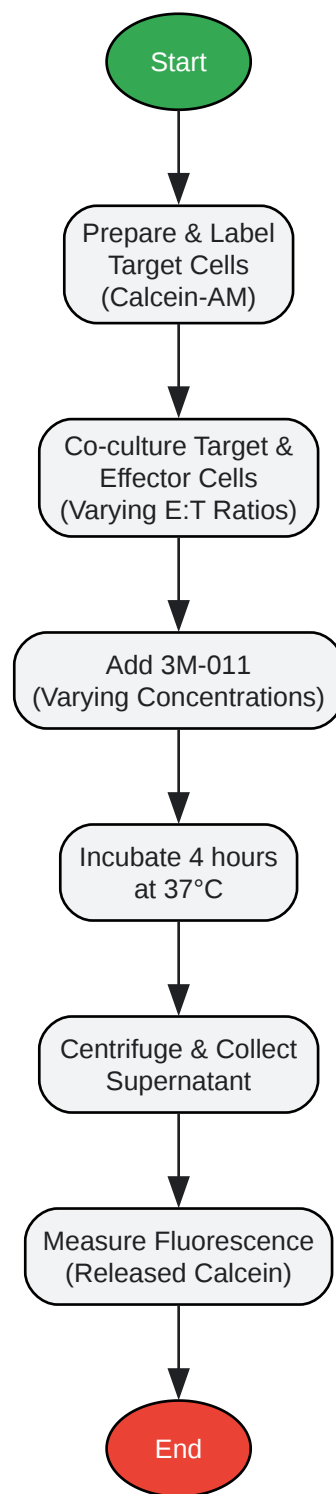 Start
Prepare & Label
Target Cells
(Calcein-AM)
Co-culture Target &
Effector Cells
(Varying E:T Ratios)
Add 3M-011
(Varying Concentrations)
Incubate 4 hours
at 37°C
Centrifuge & Collect
Supernatant
Measure Fluorescence
(Released Calcein)
End